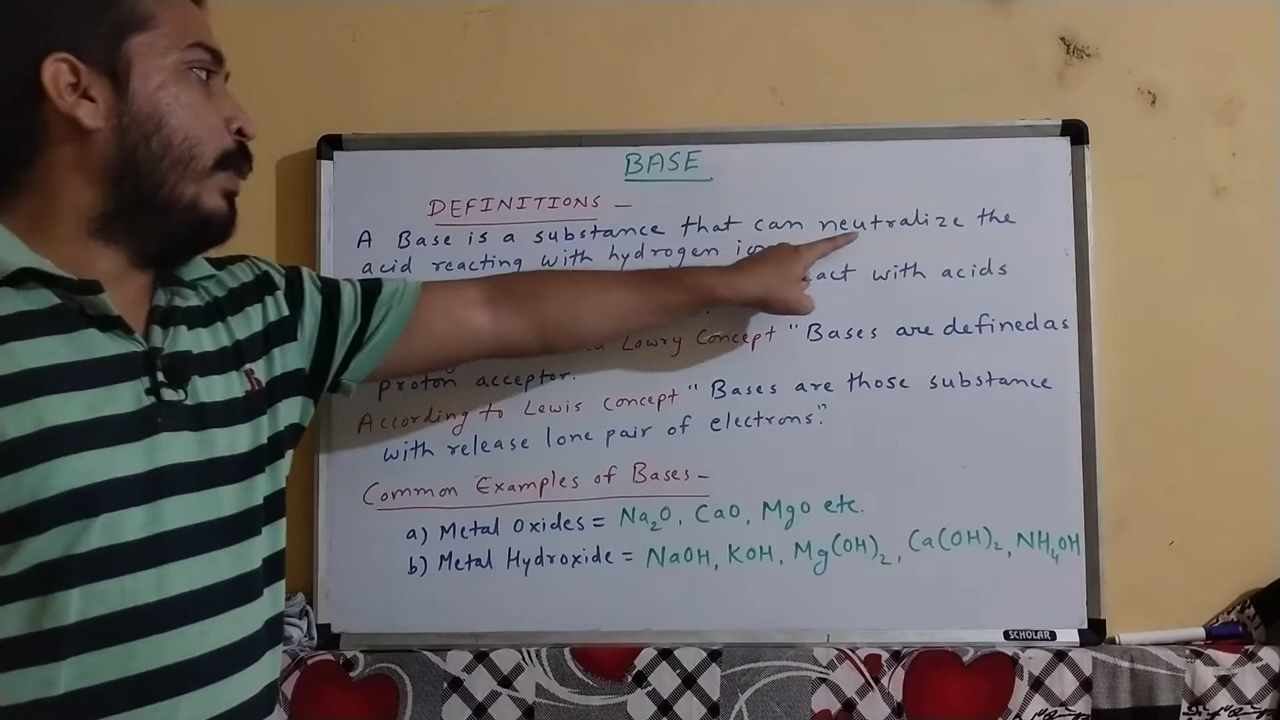 BASE
DEFINITIONS –
A Base is a substance that can neutralize the
acid reacting with hydrogen
with acids
Lowry Concept "Bases are defined as
proton acceptor.
According to Lewis concept "Bases are those substance
with release lone pair of electrons."
Common Examples of Bases –
a) Metal Oxides = Na₂O, CaO, MgO etc.
b) Metal Hydroxide = NaOH, KOH, Mg(OH)₂, Ca(OH)₂, NH₄OH
SCHOLAR